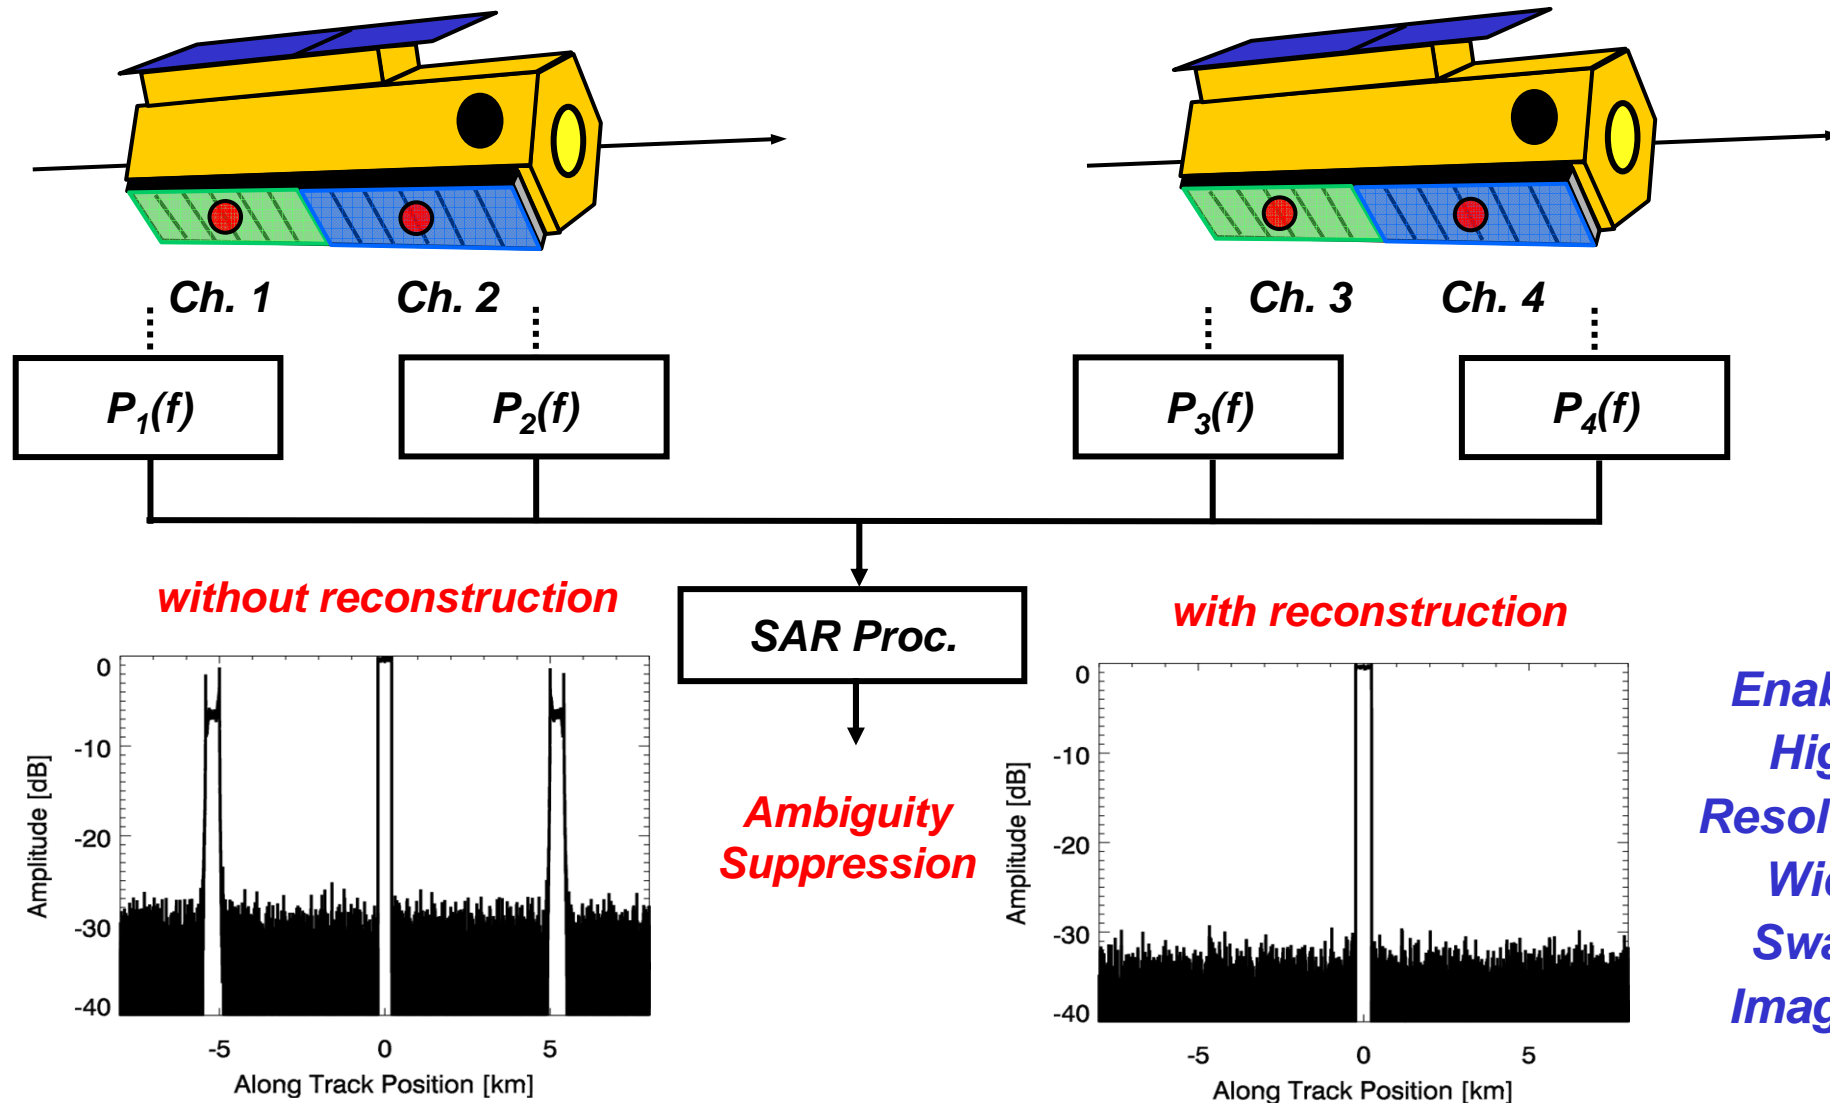 Ch. 1
Ch. 2
Ch. 3
Ch. 4
P1(f)
P2(f)
P3(f)
P4(f)
without reconstruction
SAR Proc.
with reconstruction
Ambiguity
Suppression
0
-10
-20
-30
-40
Amplitude [dB]
-5
0
5
Along Track Position [km]
0
-10
-20
-30
-40
Amplitude [dB]
-5
0
5
Along Track Position [km]